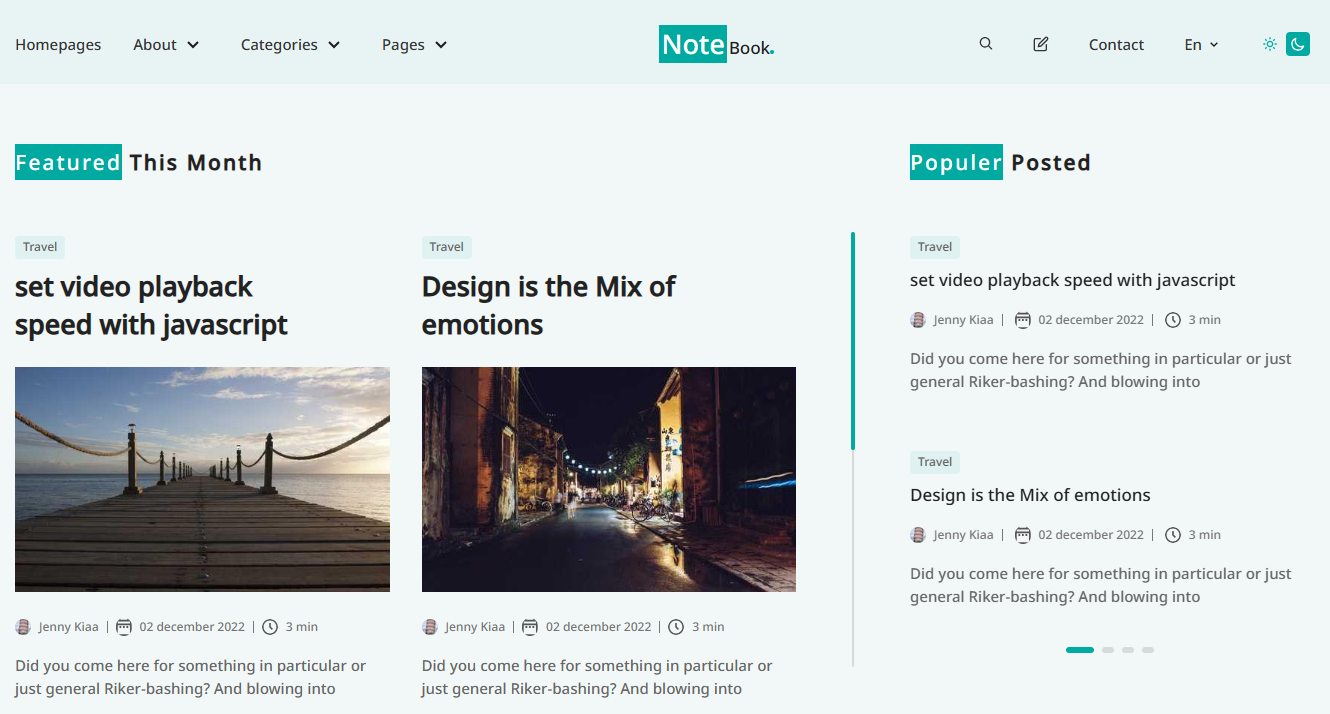 Homepages About Categories Pages NoteBook. Contact En
Featured This Month
Travel
set video playback
speed with javascript
Jenny Kiaa | 02 december 2022 | 3 min
Did you come here for something in particular or
just general Riker-bashing? And blowing into
Travel
Design is the Mix of
emotions
Jenny Kiaa | 02 december 2022 | 3 min
Did you come here for something in particular or
just general Riker-bashing? And blowing into
Populer Posted
Travel
set video playback speed with javascript
Jenny Kiaa | 02 december 2022 | 3 min
Did you come here for something in particular or just
general Riker-bashing? And blowing into
Travel
Design is the Mix of emotions
Jenny Kiaa | 02 december 2022 | 3 min
Did you come here for something in particular or just
general Riker-bashing? And blowing into